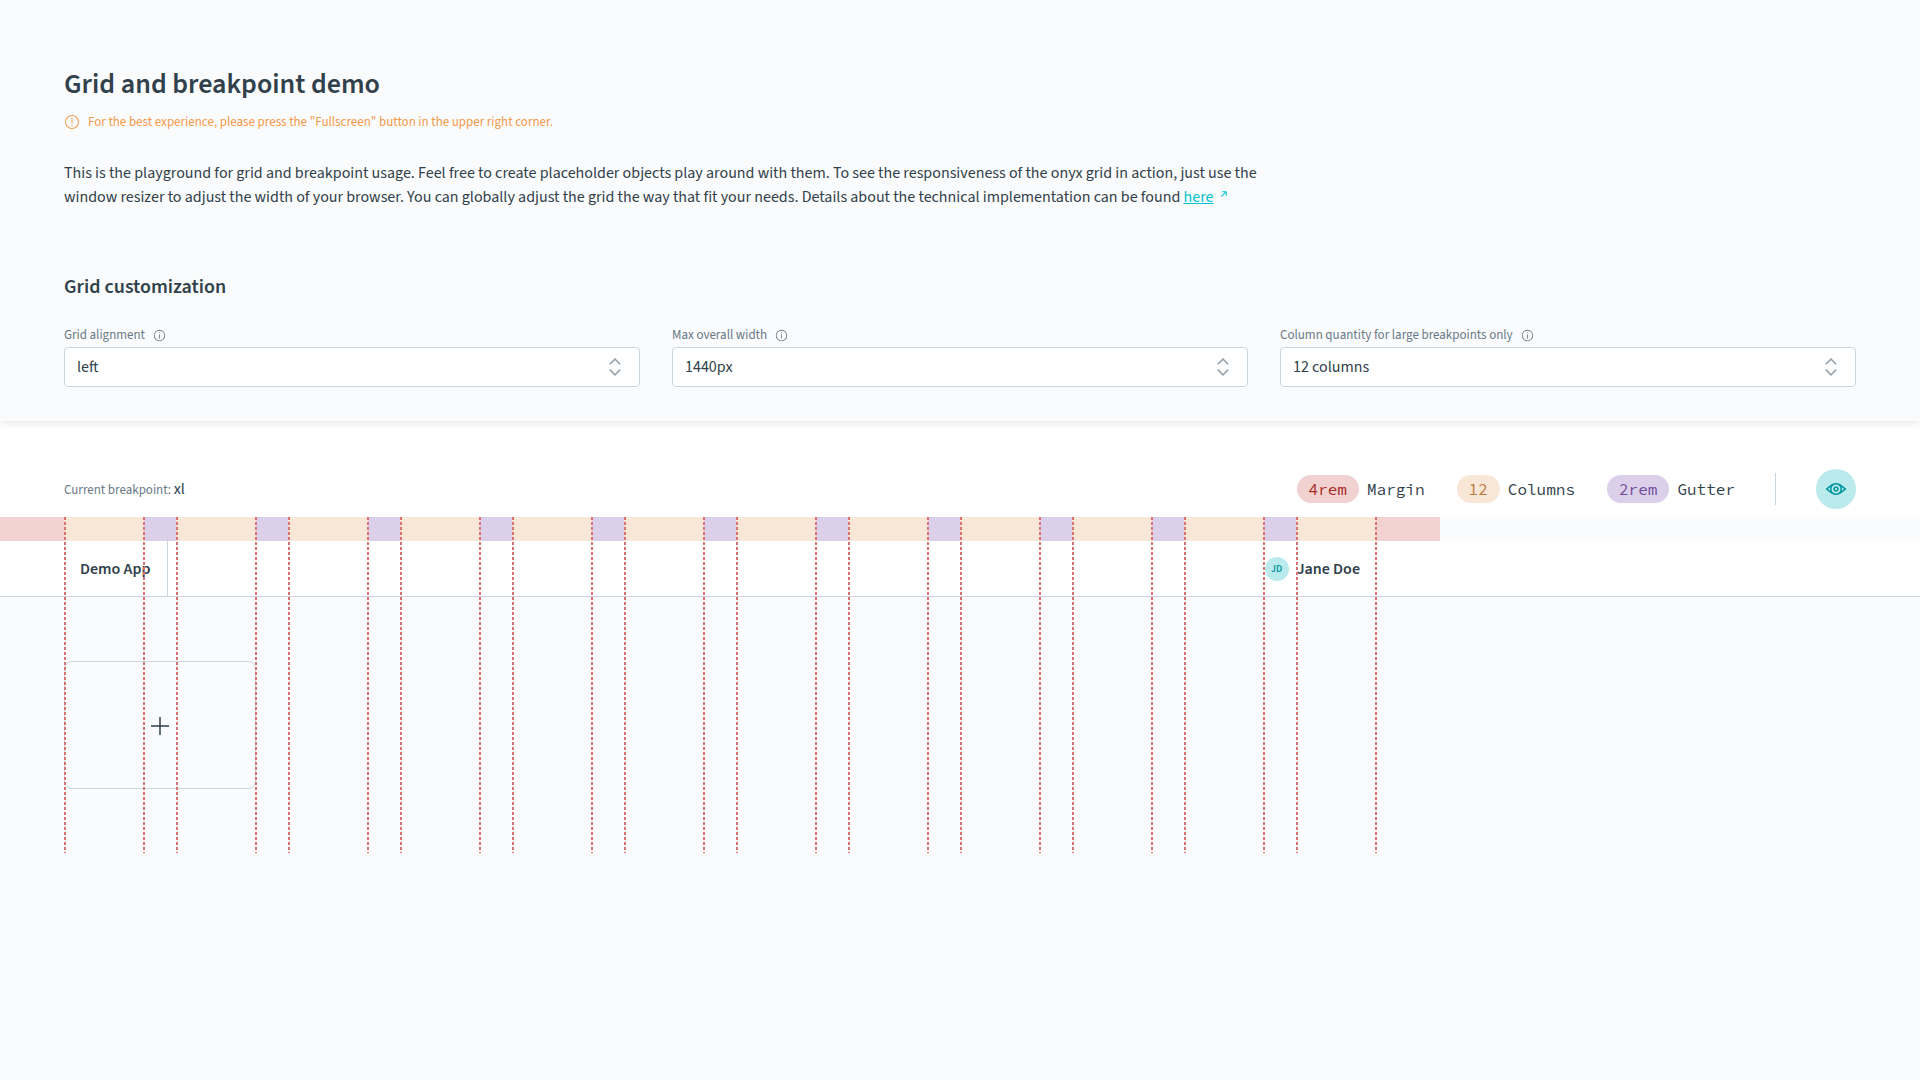 Grid and breakpoint demo
For the best experience, please press the "Fullscreen" button in the upper right corner.
This is the playground for grid and breakpoint usage. Feel free to create placeholder objects play around with them. To see the responsiveness of the onyx grid in action, just use the
window resizer to adjust the width of your browser. You can globally adjust the grid the way that fit your needs. Details about the technical implementation can be found here
Grid customization
Grid alignment
left
Max overall width
1440px
Column quantity for large breakpoints only
12 columns
Current breakpoint: xl
4rem Margin
12 Columns
2rem Gutter
Demo App
JD Jane Doe